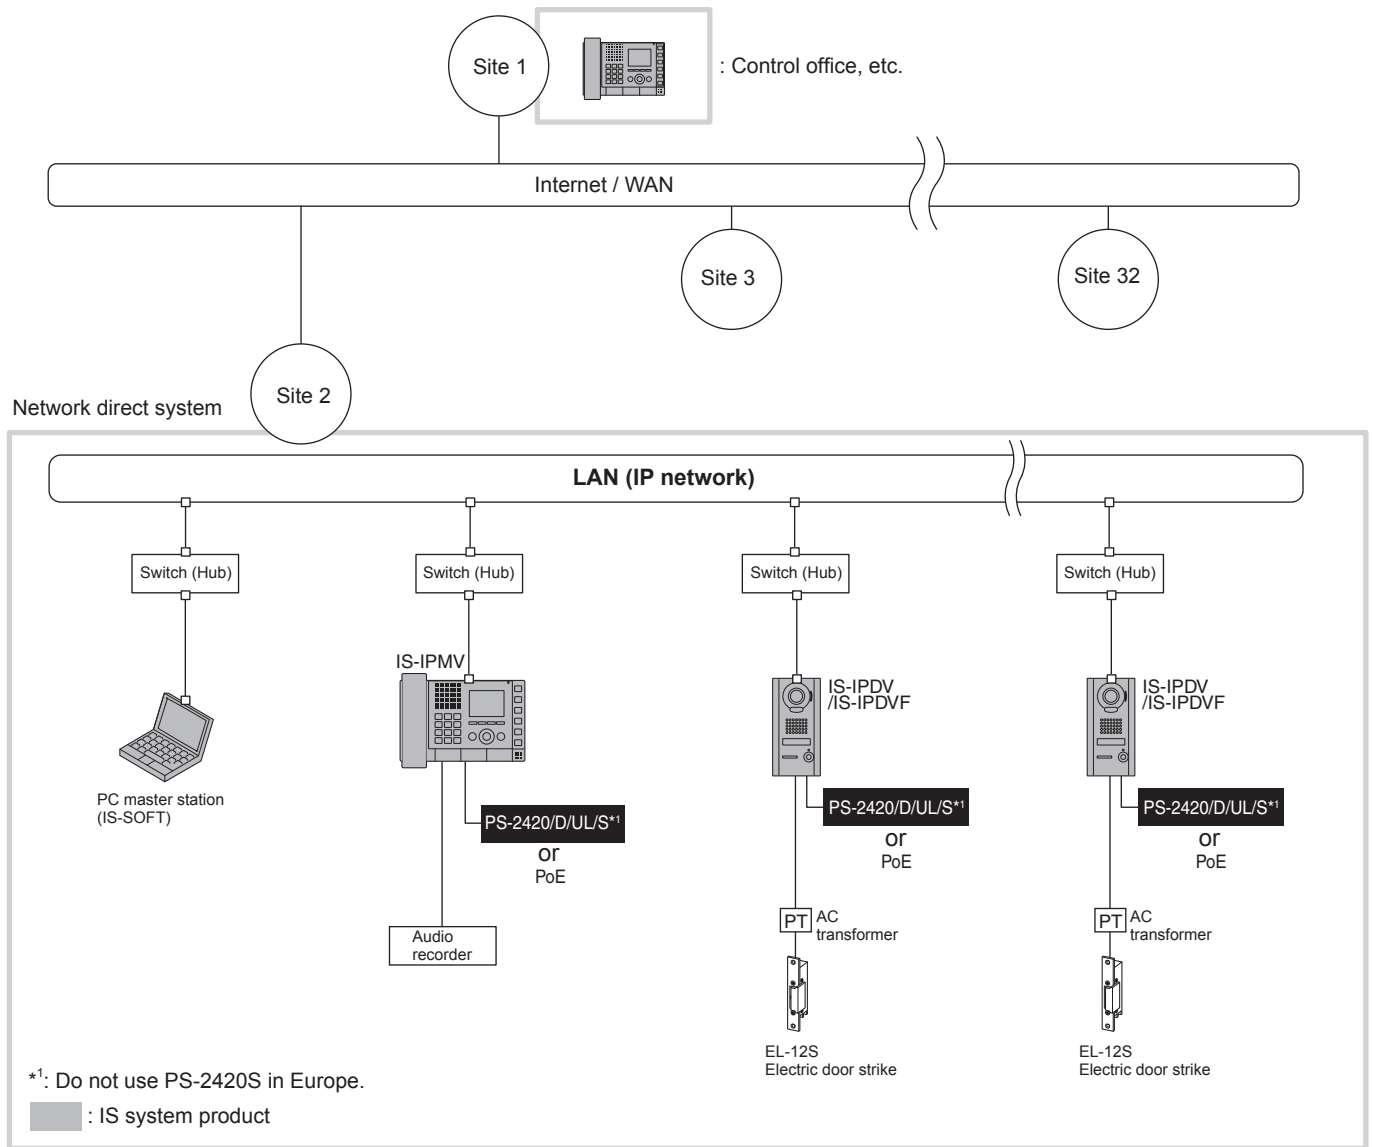 Site 1
: Control office, etc.
Internet / WAN
Site 3
Site 32
Site 2
Network direct system
LAN (IP network)
Switch (Hub)
Switch (Hub)
Switch (Hub)
Switch (Hub)
PC master station
(IS-SOFT)
IS-IPMV
PS-2420/D/UL/S*1
or
PoE
Audio
recorder
IS-IPDV
/IS-IPDVF
PS-2420/D/UL/S*1
or
PoE
PT
AC
transformer
EL-12S
Electric door strike
IS-IPDV
/IS-IPDVF
PS-2420/D/UL/S*1
or
PoE
PT
AC
transformer
EL-12S
Electric door strike
*1: Do not use PS-2420S in Europe.
: IS system product